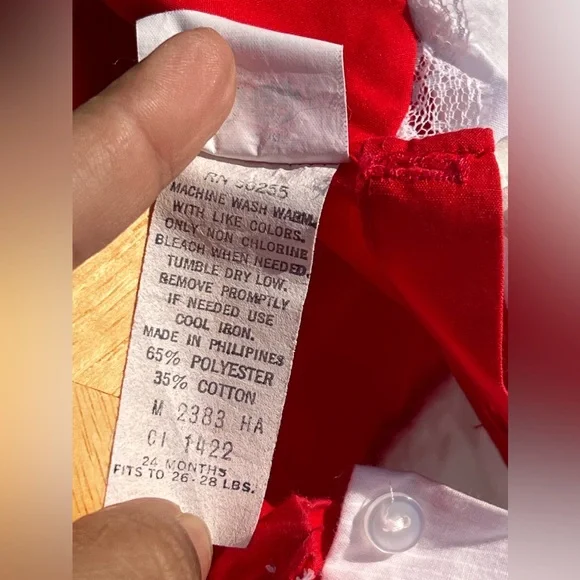 RN 30255
MACHINE WASH WARM.
WITH LIKE COLORS.
ONLY NON CHLORINE
BLEACH WHEN NEEDED.
TUMBLE DRY LOW.
REMOVE PROMPTLY
IF NEEDED USE
COOL IRON.
MADE IN PHILIPINES
65% POLYESTER
35% COTTON
M 2383 HA
CI 1422
24 MONTHS
FITS TO 26-28 LBS.